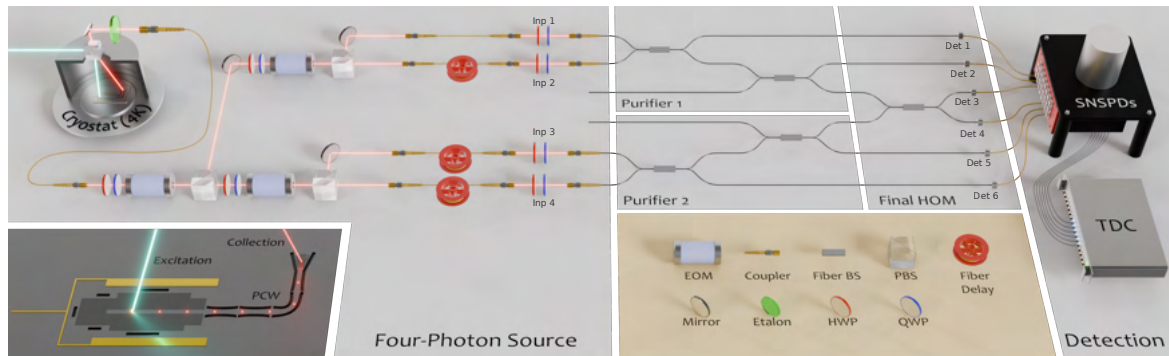 Cryostat (4K)
Inp 1
Inp 2
Inp 3
Inp 4
Purifier 1
Purifier 2
Final HOM
Det 1
Det 2
Det 3
Det 4
Det 5
Det 6
SNSPDs
TDC
Detection
Excitation
Collection
PCW
Four-Photon Source
EOM
Coupler
Fiber BS
PBS
Fiber
Delay
Mirror
Etalon
HWP
QWP